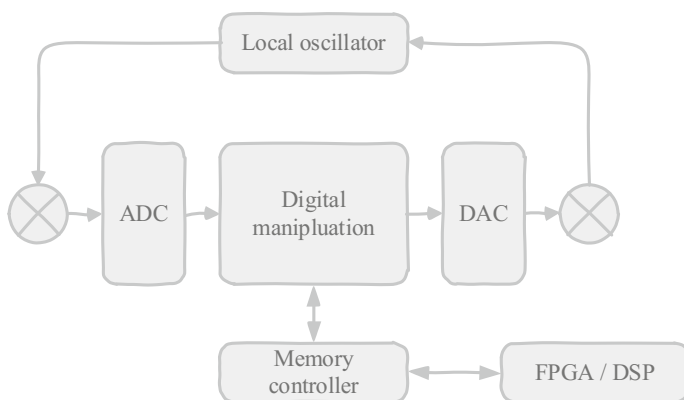 Local oscillator
ADC
Digital
manipluation
DAC
Memory
controller
FPGA / DSP